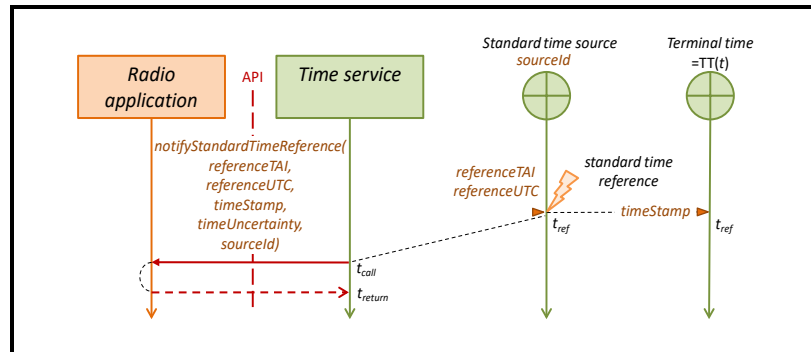 Radio
application
API
Time service
Standard time source
sourceId
Terminal time
=TT(t)
notifyStandardTimeReference(
referenceTAI,
referenceUTC,
timeStamp,
timeUncertainty,
sourceId)
referenceTAI
referenceUTC
standard time
reference
timeStamp
tref
tref
tcall
treturn